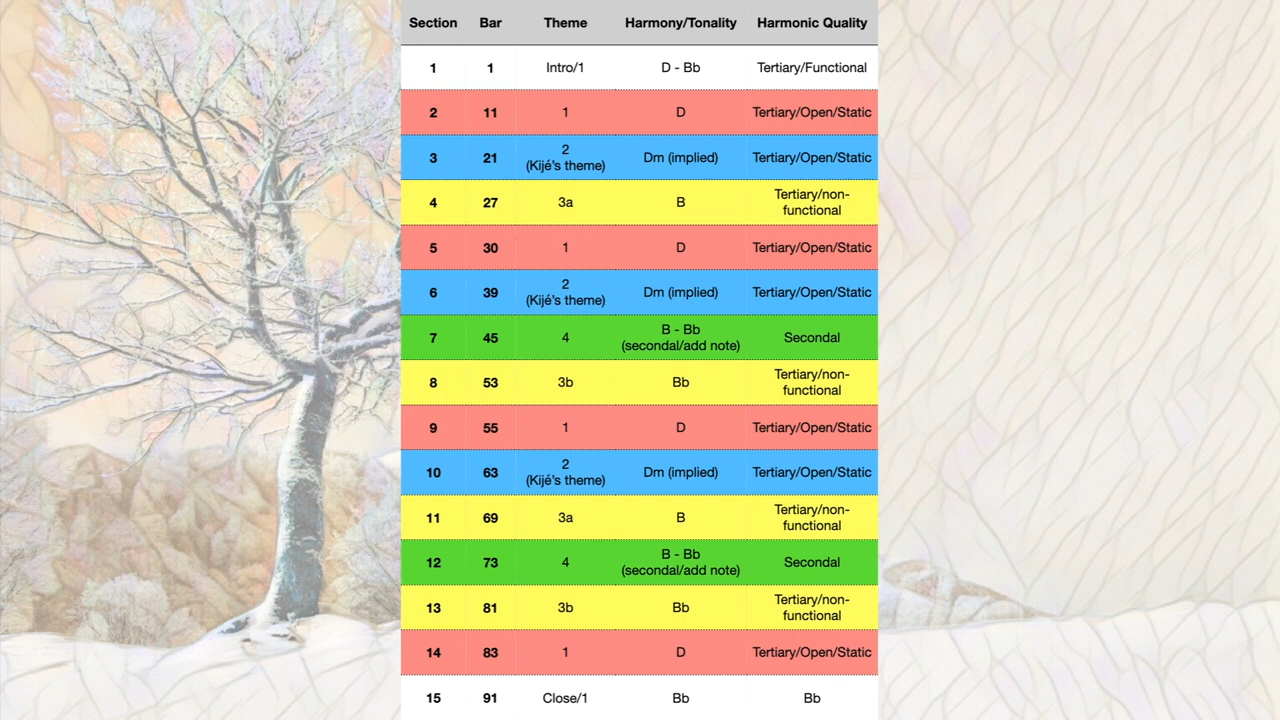 Section Bar Theme Harmony/Tonality Harmonic Quality
1 1 Intro/1 D - Bb Tertiary/Functional
2 11 1 D Tertiary/Open/Static
3 21 2 (Kijé's theme) Dm (implied) Tertiary/Open/Static
4 27 3a B Tertiary/non-functional
5 30 1 D Tertiary/Open/Static
6 39 2 (Kijé's theme) Dm (implied) Tertiary/Open/Static
7 45 4 B - Bb (secondal/add note) Secondal
8 53 3b Bb Tertiary/non-functional
9 55 1 D Tertiary/Open/Static
10 63 2 (Kijé's theme) Dm (implied) Tertiary/Open/Static
11 69 3a B Tertiary/non-functional
12 73 4 B - Bb (secondal/add note) Secondal
13 81 3b Bb Tertiary/non-functional
14 83 1 D Tertiary/Open/Static
15 91 Close/1 Bb Bb